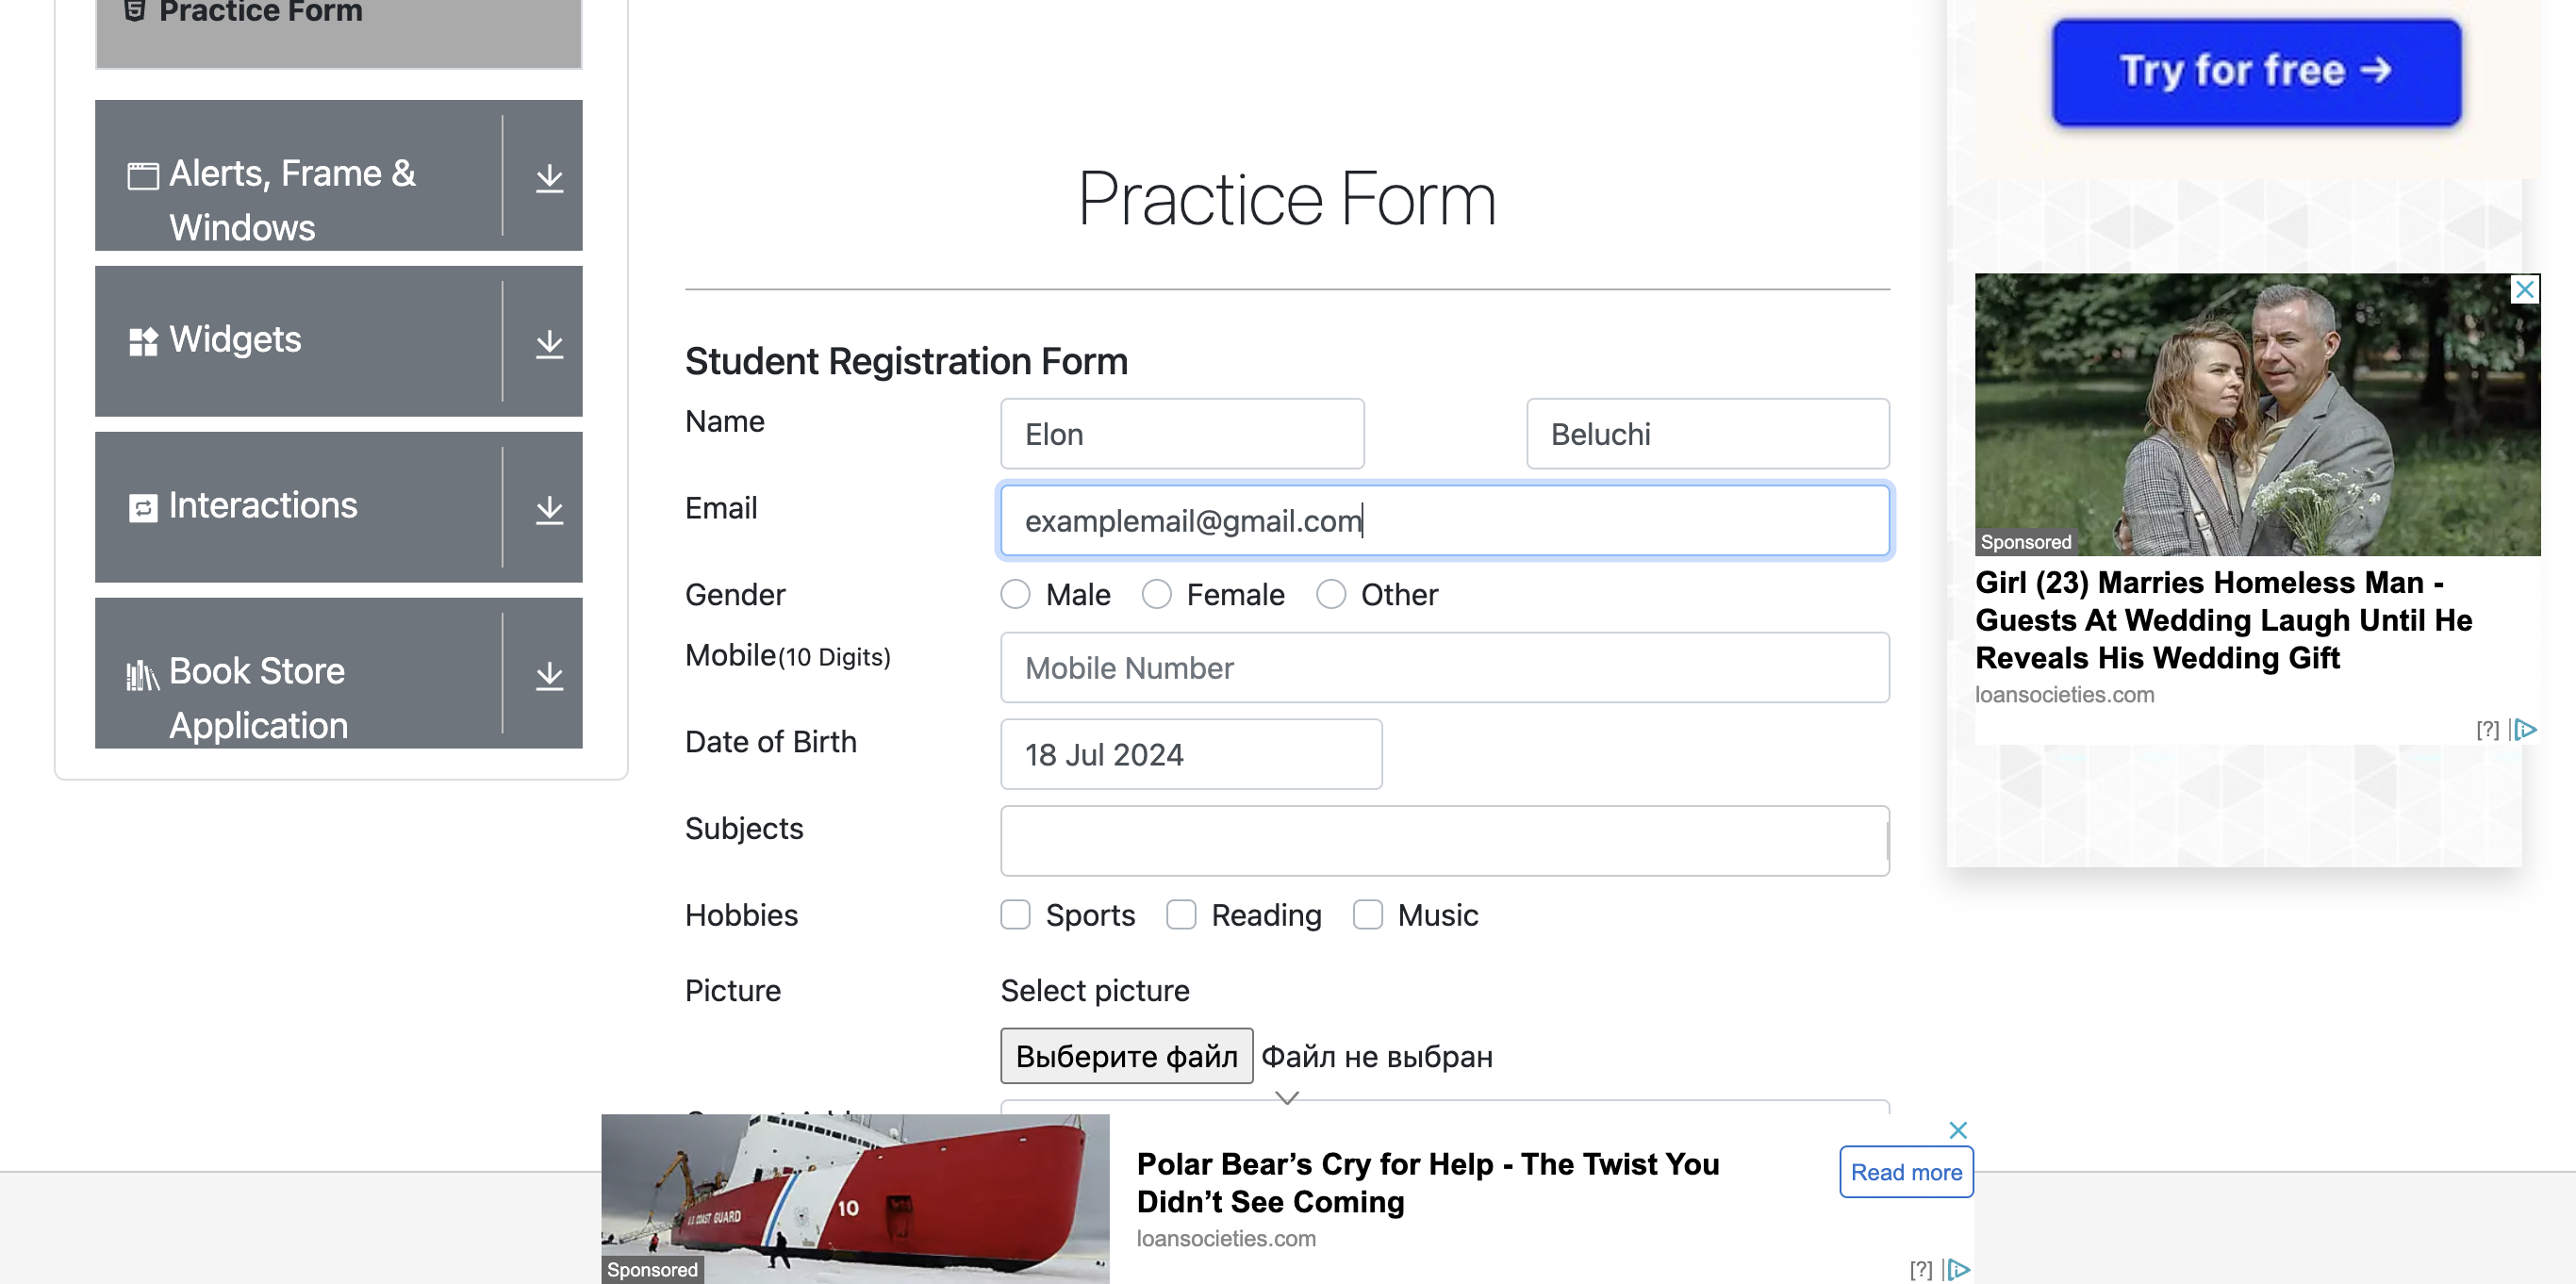 Practice Form
Alerts, Frame &
Windows
Widgets
Interactions
Book Store
Application
Practice Form
Student Registration Form
Name
Elon
Beluchi
Email
examplemail@gmail.com
Gender
Male
Female
Other
Mobile(10 Digits)
Mobile Number
Date of Birth
18 Jul 2024
Subjects
Hobbies
Sports
Reading
Music
Picture
Select picture
Выберите файл
Файл не выбран
Try for free →
Sponsored
Girl (23) Marries Homeless Man -
Guests At Wedding Laugh Until He
Reveals His Wedding Gift
loansocieties.com
[?]
U.S. COAST GUARD
10
Sponsored
Polar Bear’s Cry for Help - The Twist You
Didn’t See Coming
loansocieties.com
Read more
[?]